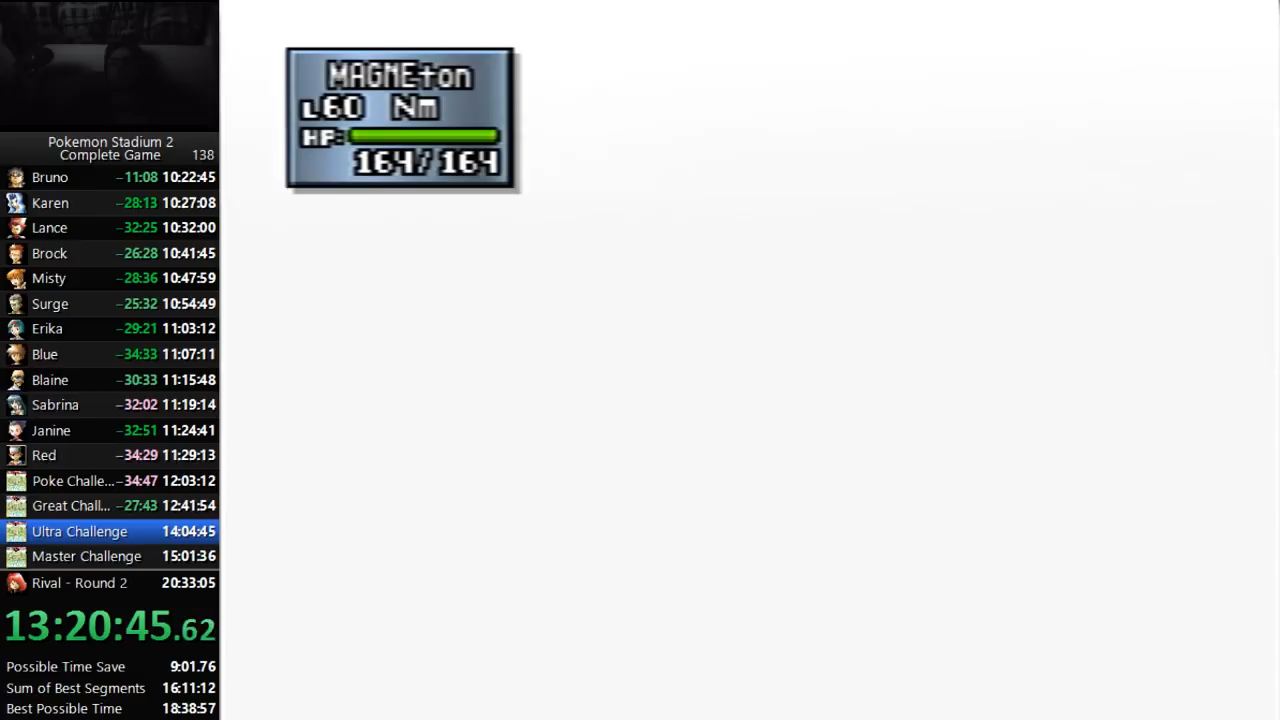 Pokemon Stadium 2
Complete Game 138
Bruno -11:08 10:22:45
Karen -28:13 10:27:08
Lance -32:25 10:32:00
Brock -26:28 10:41:45
Misty -28:36 10:47:59
Surge -25:32 10:54:49
Erika -29:21 11:03:12
Blue -34:33 11:07:11
Blaine -30:33 11:15:48
Sabrina -32:02 11:19:14
Janine -32:51 11:24:41
Red -34:29 11:29:13
Poke Challe... -34:47 12:03:12
Great Chall... -27:43 12:41:54
Ultra Challenge 14:04:45
Master Challenge 15:01:36
Rival - Round 2 20:33:05
13:20:45.62
Possible Time Save 9:01.76
Sum of Best Segments 16:11:12
Best Possible Time 18:38:57
MAGNEton
L60 Nm
HP:
164/164